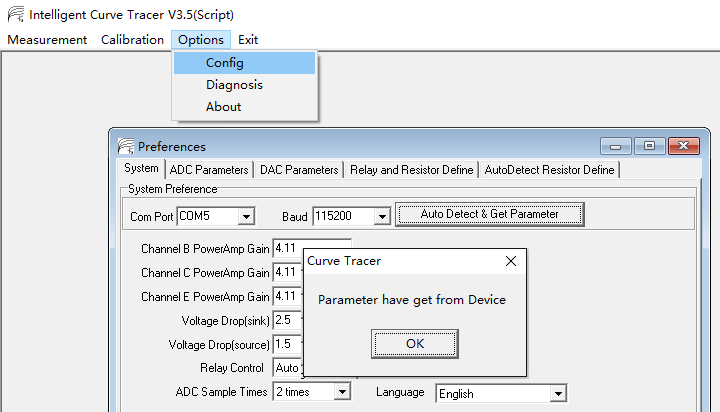 Intelligent Curve Tracer V3.5(Script)
Measurement Calibration Options Exit
Config
Diagnosis
About
Preferences
System ADC Parameters DAC Parameters Relay and Resistor Define AutoDetect Resistor Define
System Preference
Com Port COM5 Baud 115200 Auto Detect & Get Parameter
Channel B PowerAmp Gain 4.11
Channel C PowerAmp Gain 4.11
Channel E PowerAmp Gain 4.11
Voltage Drop(sink) 2.5
Voltage Drop(source) 1.5
Relay Control Auto
ADC Sample Times 2 times Language English
Curve Tracer
Parameter have get from Device
OK